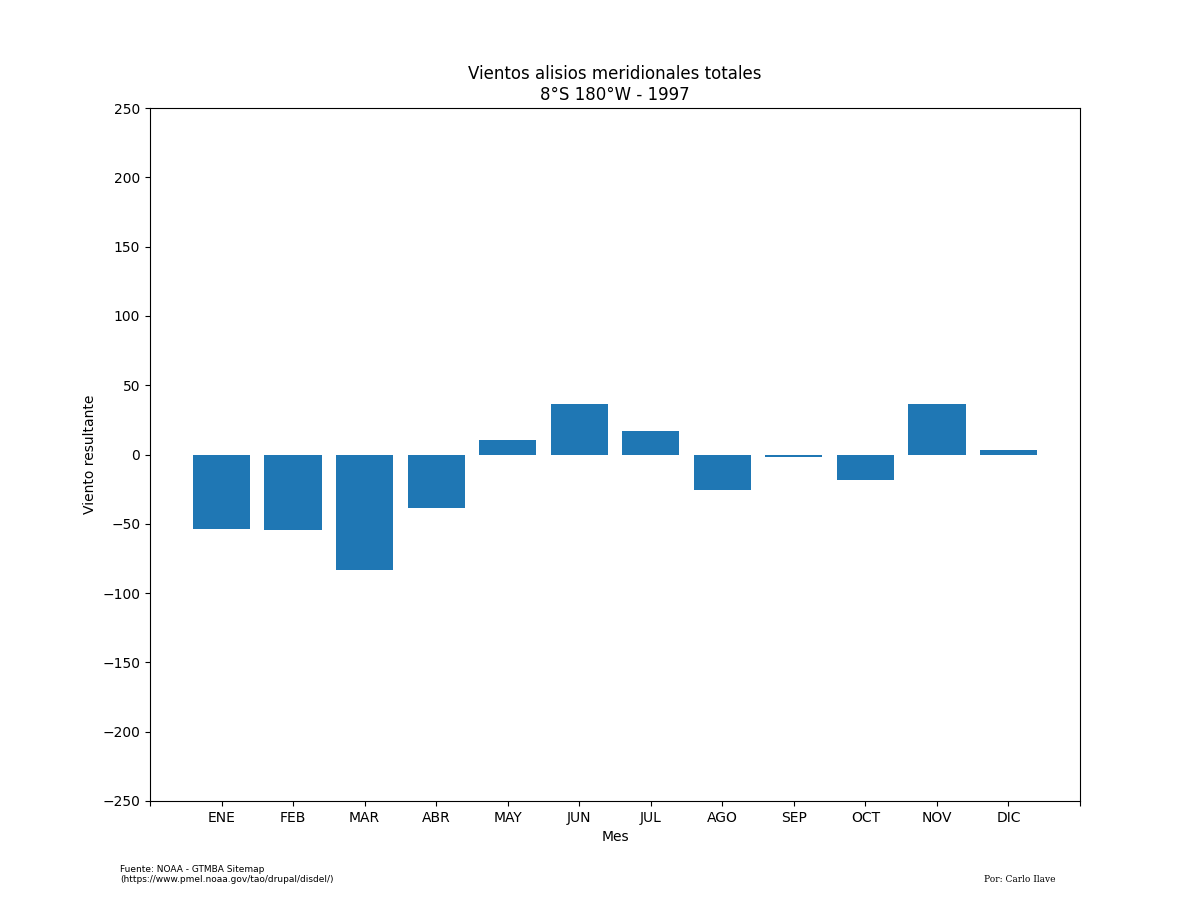 Vientos alisios meridionales totales
8°S 180°W - 1997
Viento resultante
250
200
150
100
50
0
−50
−100
−150
−200
−250
ENE FEB MAR ABR MAY JUN JUL AGO SEP OCT NOV DIC
Mes
Fuente: NOAA - GTMBA Sitemap
(https://www.pmel.noaa.gov/tao/drupal/disdel/)
Por: Carlo Ilave